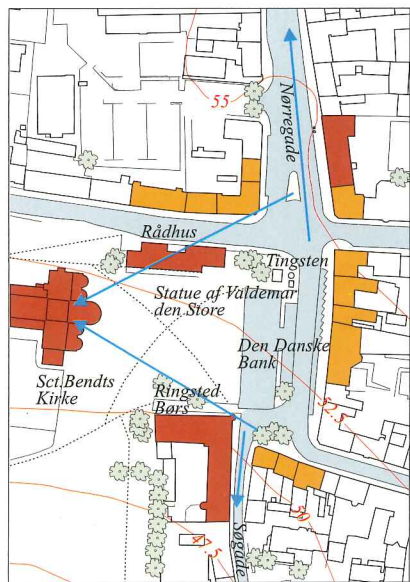 55
Nørregade
Rådhus
Tingsten
Statue af Valdemar
den Store
Den Danske
Bank
Sct.Bendts
Kirke
Ringsted
Børs
52.5
50
47.5
Søgade